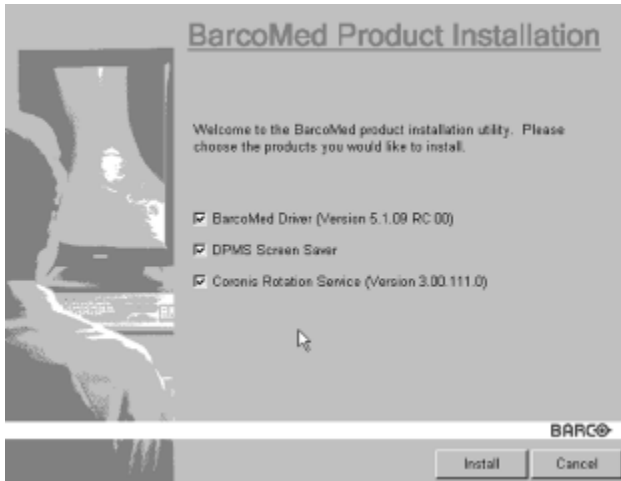 BarcoMed Product Installation
Welcome to the BarcoMed product installation utility. Please
choose the products you would like to install.
BarcoMed Driver (Version 5.1.09 RC 00)
DPMS Screen Saver
Coronis Rotation Service (Version 3.00.111.0)
BARCO
Install
Cancel